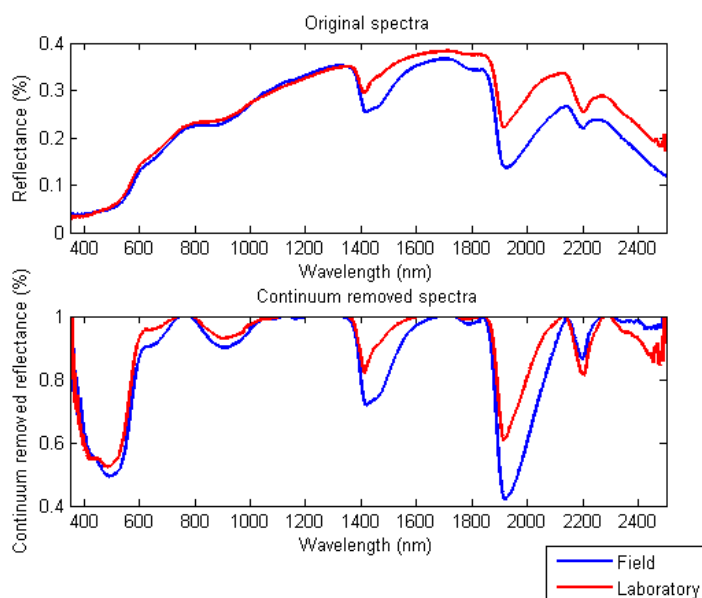 Original spectra
Reflectance (%)
0.4
0.3
0.2
0.1
0
400 600 800 1000 1200 1400 1600 1800 2000 2200 2400
Wavelength (nm)
Continuum removed spectra
Continuum removed reflectance (%)
1
0.8
0.6
0.4
400 600 800 1000 1200 1400 1600 1800 2000 2200 2400
Wavelength (nm)
Field
Laboratory